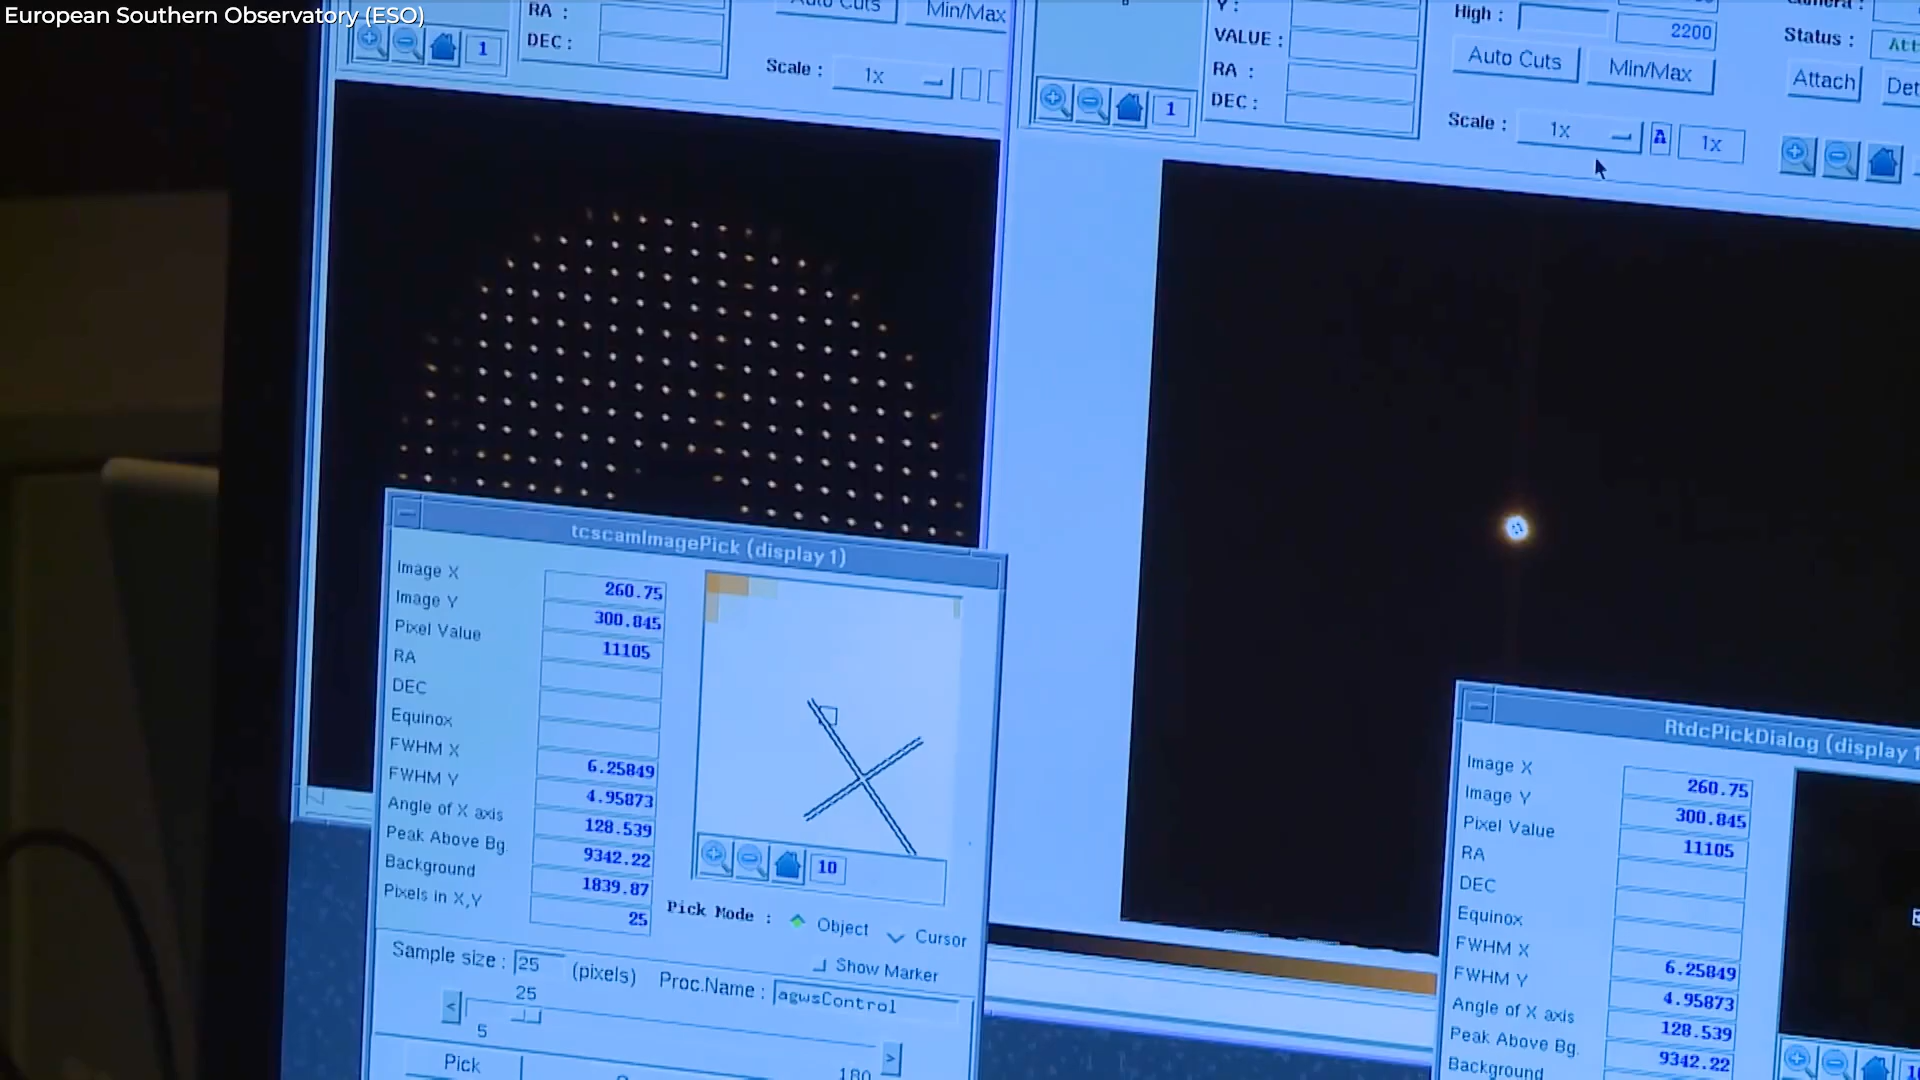 European Southern Observatory (ESO)
RA :
DEC :
1
Auto Cuts
Min/Max
Scale :
1x
Y :
VALUE :
RA :
DEC :
1
High :
2200
Auto Cuts
Min/Max
Scale :
1x
A
1x
Camera :
Status :
Att
Attach
Det
tcscamImagePick (display 1)
Image X
260.75
Image Y
300.845
Pixel Value
11105
RA
DEC
Equinox
FWHM X
6.25849
FWHM Y
4.95873
Angle of X axis
128.539
Peak Above Bg.
9342.22
Background
1839.87
Pixels in X,Y
25
10
Pick Mode :
Object
Cursor
Show Marker
Sample size :
25
(pixels)
Proc.Name :
agwsControl
25
<
5
>
180
Pick
RtdcPickDialog (display 1
Image X
260.75
Image Y
300.845
Pixel Value
11105
RA
DEC
Equinox
FWHM X
6.25849
FWHM Y
4.95873
Angle of X axis
128.539
Peak Above Bg.
9342.22
Background